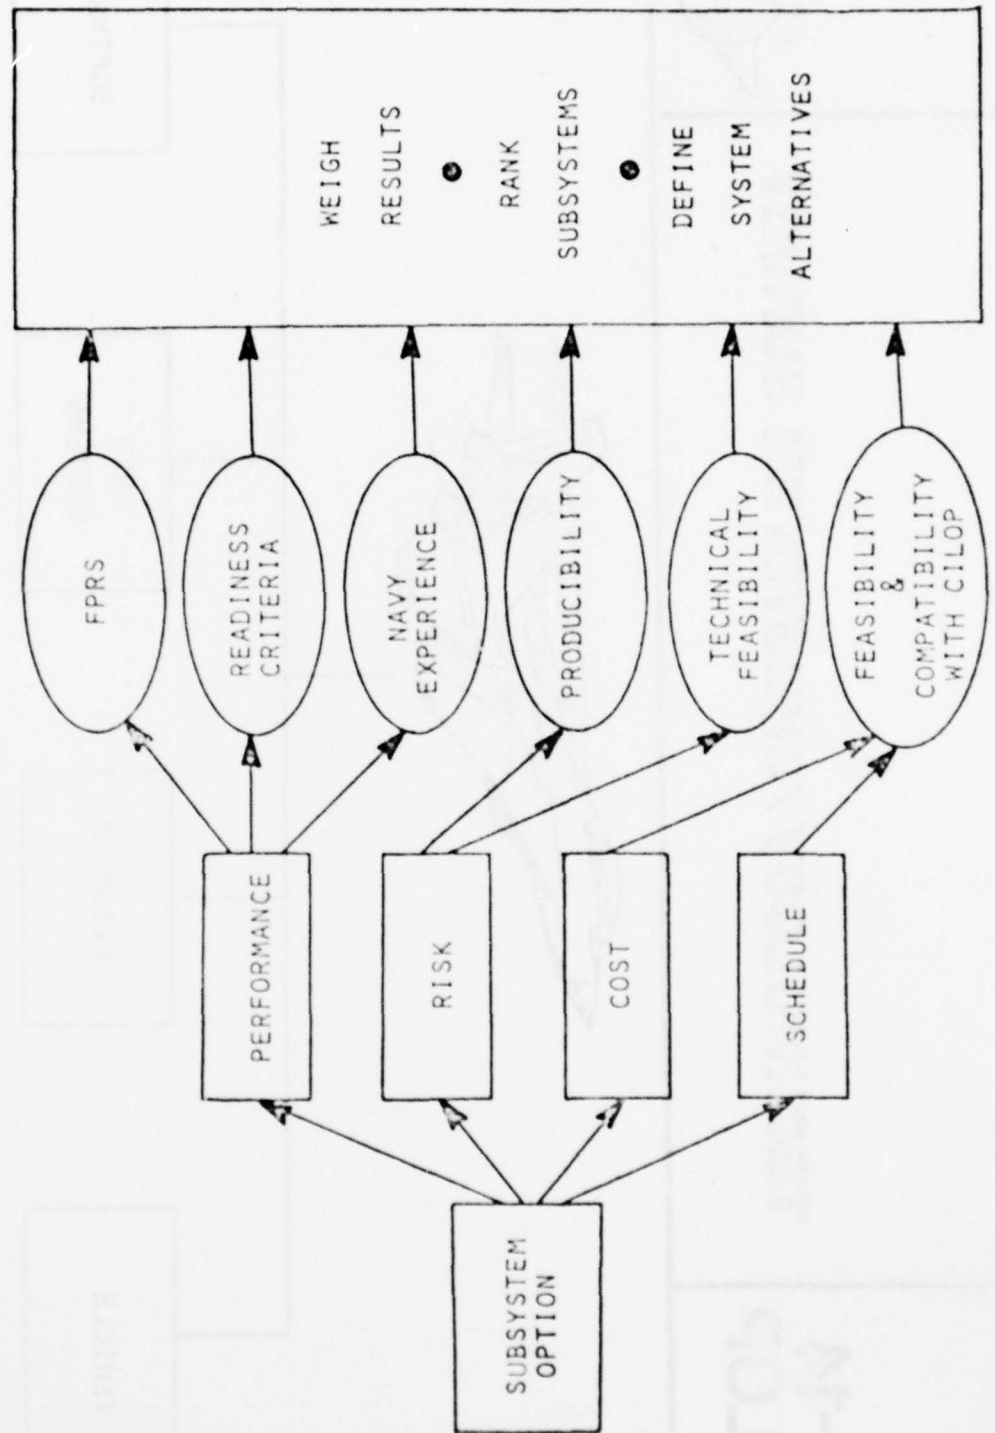 SUBSYSTEM
OPTION
PERFORMANCE
RISK
COST
SCHEDULE
FPRS
READINESS
CRITERIA
NAVY
EXPERIENCE
PRODUCIBILITY
TECHNICAL
FEASIBILITY
FEASIBILITY
&
COMPATIBILITY
WITH CILOP
WEIGH
RESULTS
●
RANK
SUBSYSTEMS
●
DEFINE
SYSTEM
ALTERNATIVES